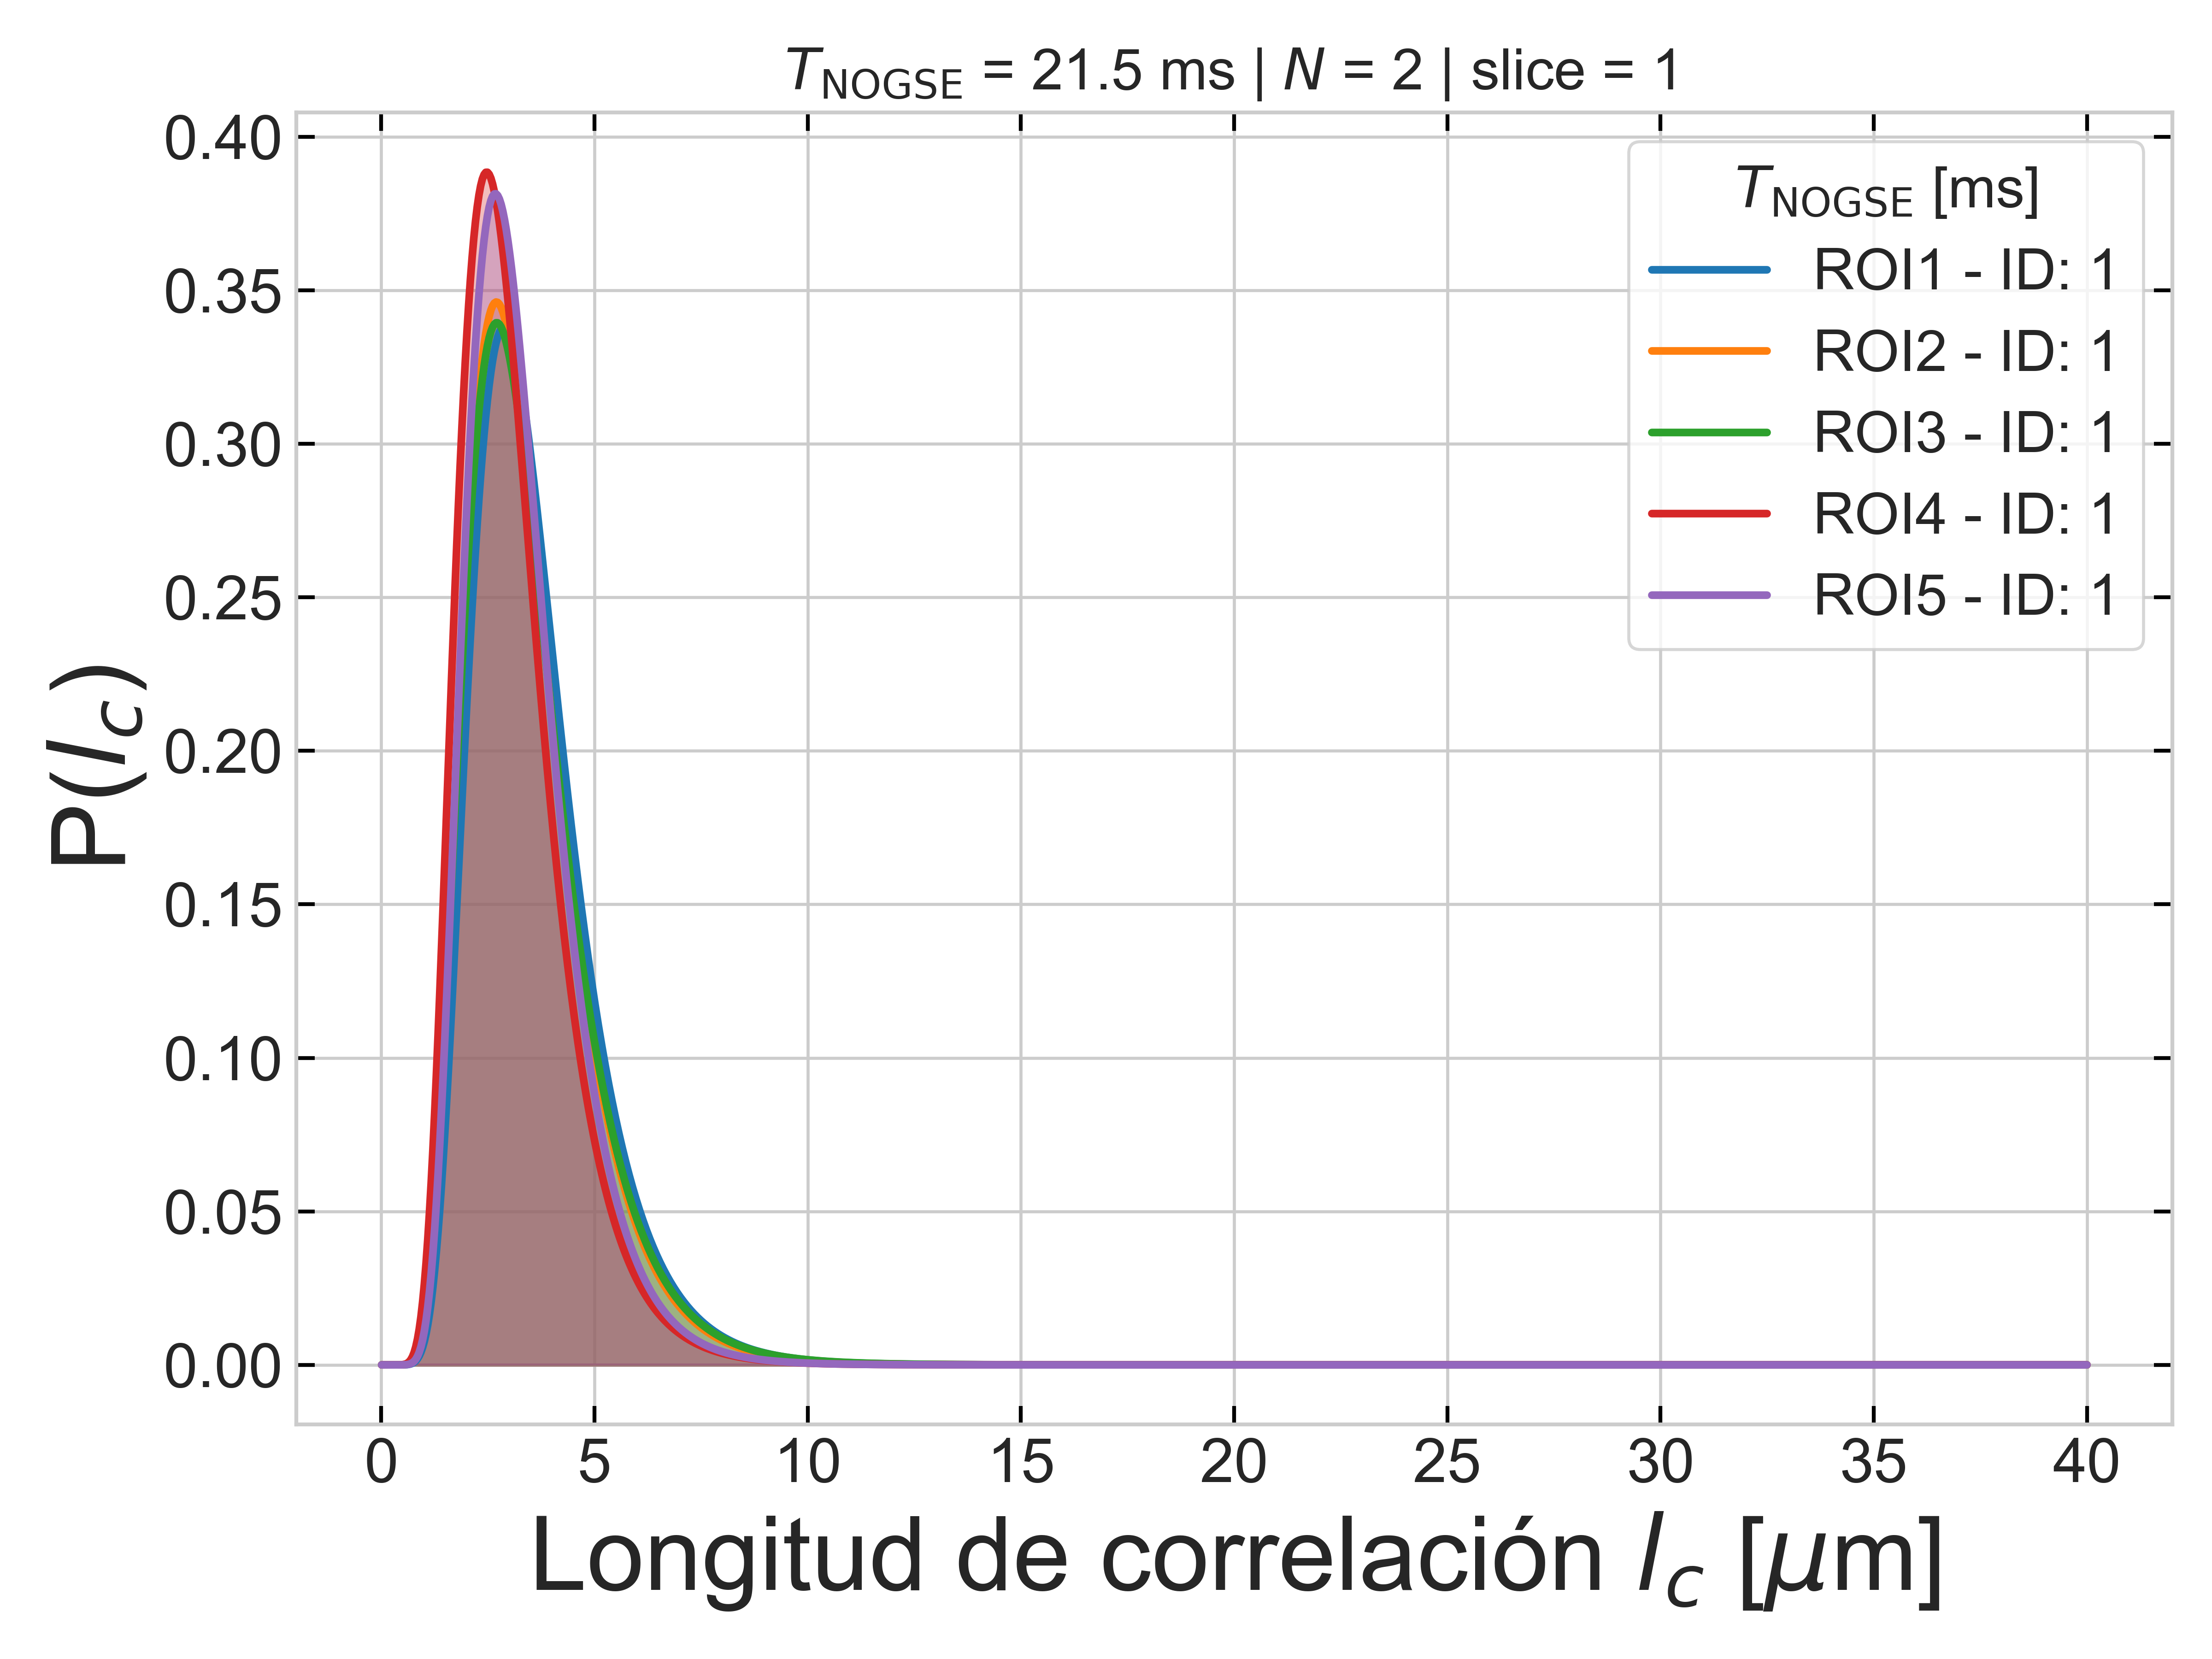 T_NOGSE = 21.5 ms | N = 2 | slice = 1
0.40
0.35
0.30
0.25
0.20
0.15
0.10
0.05
0.00
P(l_c)
T_NOGSE [ms]
ROI1 - ID: 1
ROI2 - ID: 1
ROI3 - ID: 1
ROI4 - ID: 1
ROI5 - ID: 1
0 5 10 15 20 25 30 35 40
Longitud de correlación l_c [μm]